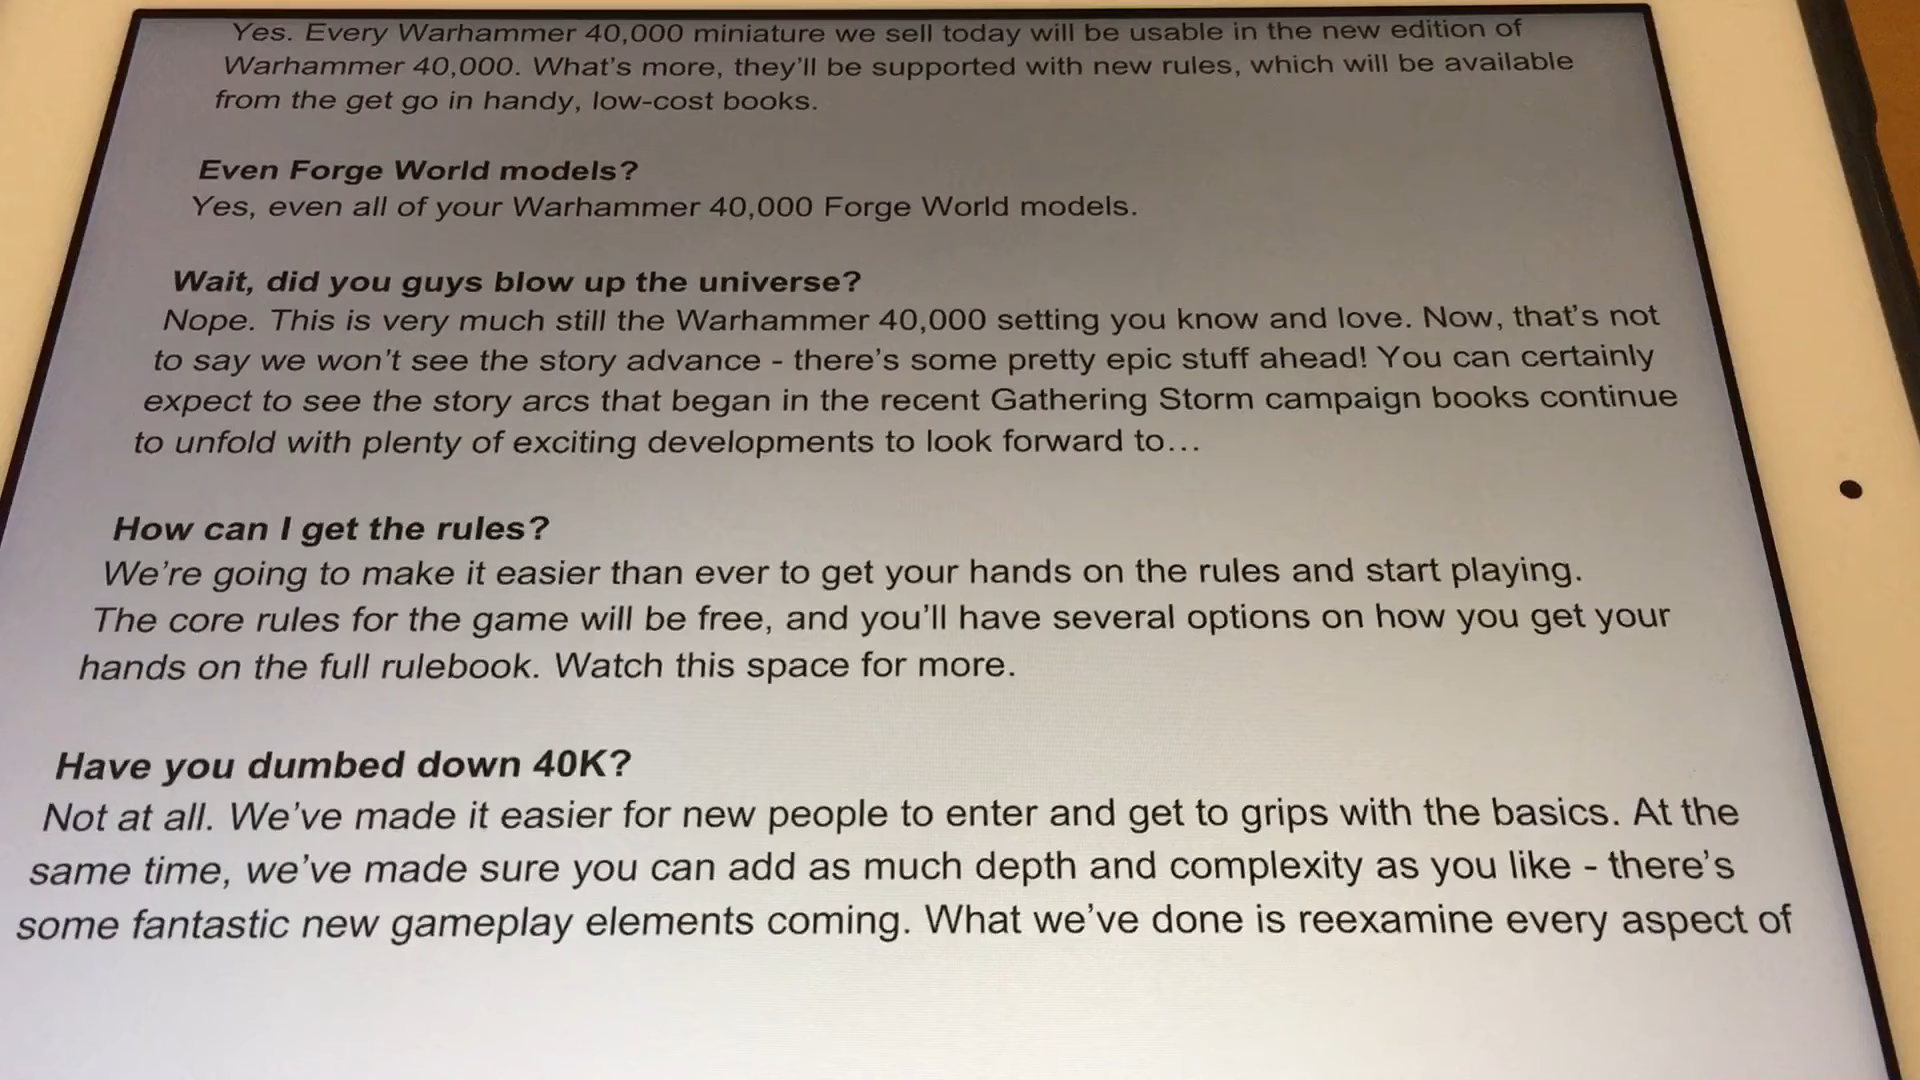 Yes. Every Warhammer 40,000 miniature we sell today will be usable in the new edition of
Warhammer 40,000. What's more, they'll be supported with new rules, which will be available
from the get go in handy, low-cost books.
Even Forge World models?
Yes, even all of your Warhammer 40,000 Forge World models.
Wait, did you guys blow up the universe?
Nope. This is very much still the Warhammer 40,000 setting you know and love. Now, that's not
to say we won't see the story advance - there's some pretty epic stuff ahead! You can certainly
expect to see the story arcs that began in the recent Gathering Storm campaign books continue
to unfold with plenty of exciting developments to look forward to…
How can I get the rules?
We're going to make it easier than ever to get your hands on the rules and start playing.
The core rules for the game will be free, and you'll have several options on how you get your
hands on the full rulebook. Watch this space for more.
Have you dumbed down 40K?
Not at all. We've made it easier for new people to enter and get to grips with the basics. At the
same time, we've made sure you can add as much depth and complexity as you like - there's
some fantastic new gameplay elements coming. What we've done is reexamine every aspect of